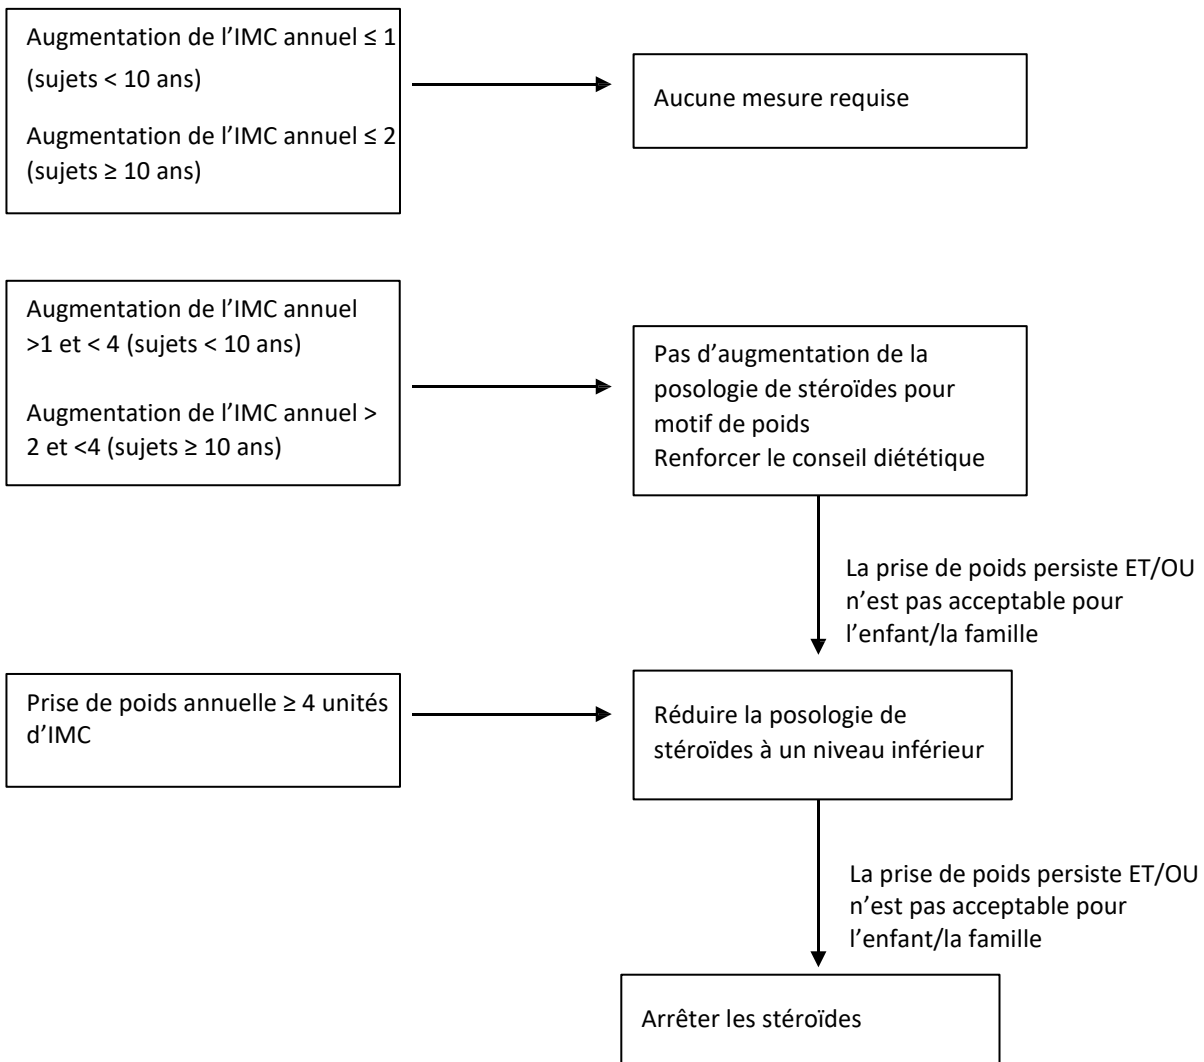 Augmentation de l’IMC annuel ≤ 1
(sujets < 10 ans)
Augmentation de l’IMC annuel ≤ 2
(sujets ≥ 10 ans)
Aucune mesure requise
Augmentation de l’IMC annuel
>1 et < 4 (sujets < 10 ans)
Augmentation de l’IMC annuel >
2 et <4 (sujets ≥ 10 ans)
Pas d’augmentation de la
posologie de stéroïdes pour
motif de poids
Renforcer le conseil diététique
La prise de poids persiste ET/OU
n’est pas acceptable pour
l’enfant/la famille
Prise de poids annuelle ≥ 4 unités
d’IMC
Réduire la posologie de
stéroïdes à un niveau inférieur
La prise de poids persiste ET/OU
n’est pas acceptable pour
l’enfant/la famille
Arrêter les stéroïdes